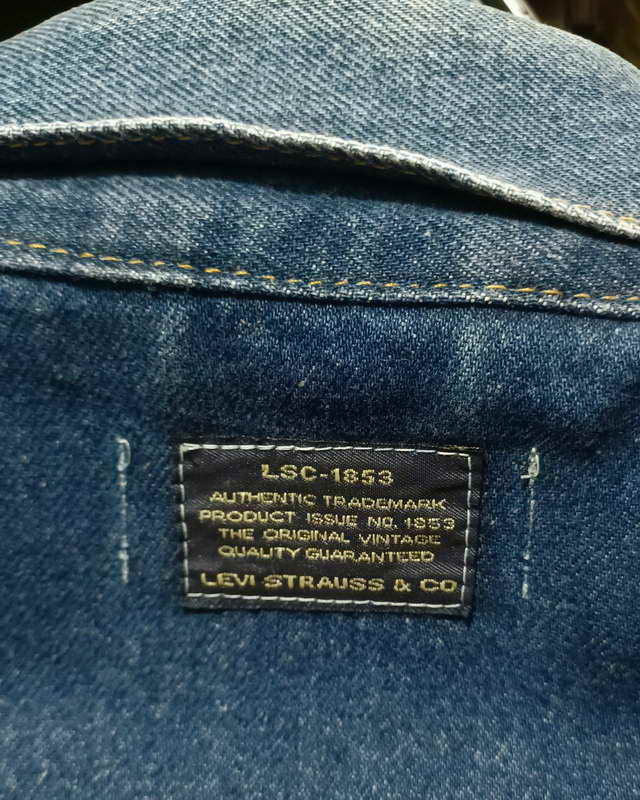 LSC-1853
AUTHENTIC TRADEMARK
PRODUCT ISSUE NO. 1853
THE ORIGINAL VINTAGE
QUALITY GUARANTEED
LEVI STRAUSS & CO